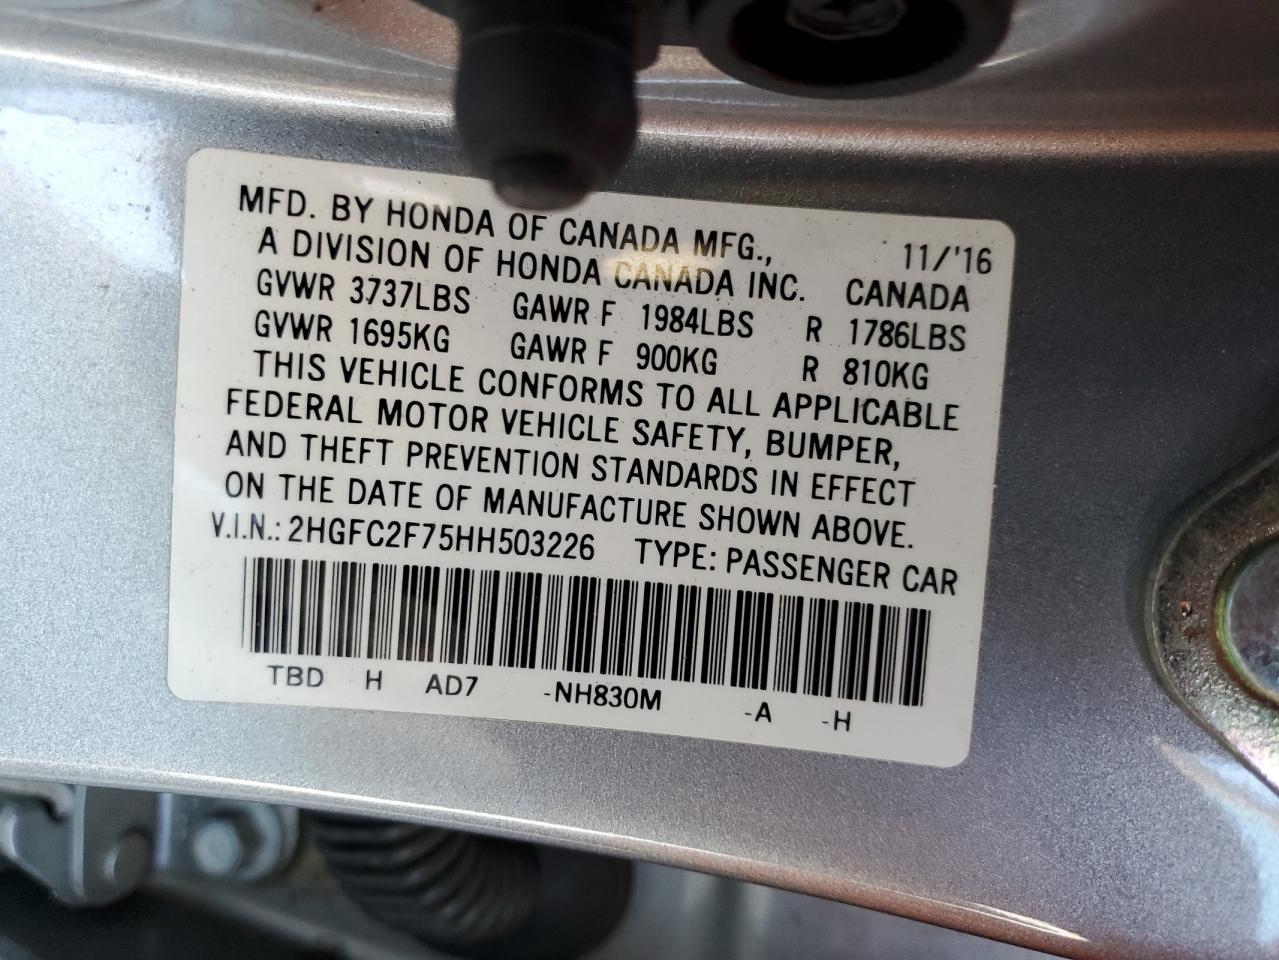 MFD. BY HONDA OF CANADA MFG., 11/'16
A DIVISION OF HONDA CANADA INC. CANADA
GVWR 3737LBS GAWR F 1984LBS R 1786LBS
GVWR 1695KG GAWR F 900KG R 810KG
THIS VEHICLE CONFORMS TO ALL APPLICABLE
FEDERAL MOTOR VEHICLE SAFETY, BUMPER,
AND THEFT PREVENTION STANDARDS IN EFFECT
ON THE DATE OF MANUFACTURE SHOWN ABOVE.
V.I.N.: 2HGFC2F75HH503226 TYPE: PASSENGER CAR
TBD H AD7 -NH830M -A -H